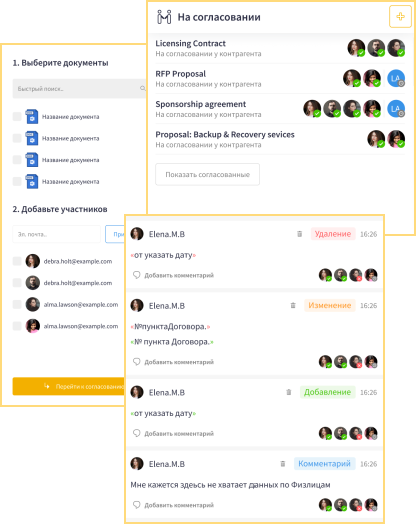 На согласовании
Licensing Contract
На согласовании у контрагента
RFP Proposal
На согласовании у контрагента
LA
Sponsorship agreement
На согласовании у контрагента
LA
Proposal: Backup & Recovery sevices
На согласовании у контрагента
Показать согласованные
1. Выберите документы
Быстрый поиск..
Название документа
Название документа
Название документа
Название документа
2. Добавьте участников
Эл. почта..
debra.holt@example.com
debra.holt@example.com
alma.lawson@example.com
alma.lawson@example.com
Перейти к согласованию
Elena.M.B
Удаление
16:26
«от указать дату»
Добавить комментарий
Elena.M.B
Изменение
16:26
«№пунктаДоговора.»
«№ пункта Договора.»
Добавить комментарий
Elena.M.B
Добавление
16:26
«от указать дату»
Добавить комментарий
Elena.M.B
Комментарий
16:26
Мне кажется здеьсь не хватает данных по Физлицам
Добавить комментарий